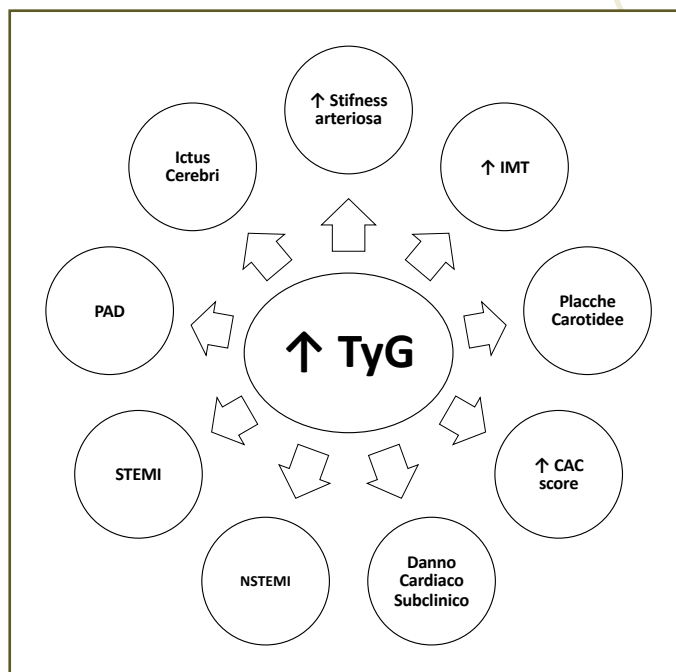 ↑ Stifness
arteriosa
↑ IMT
Placche
Carotidee
↑ CAC
score
Danno
Cardiaco
Subclinico
NSTEMI
STEMI
PAD
Ictus
Cerebri
↑ TyG